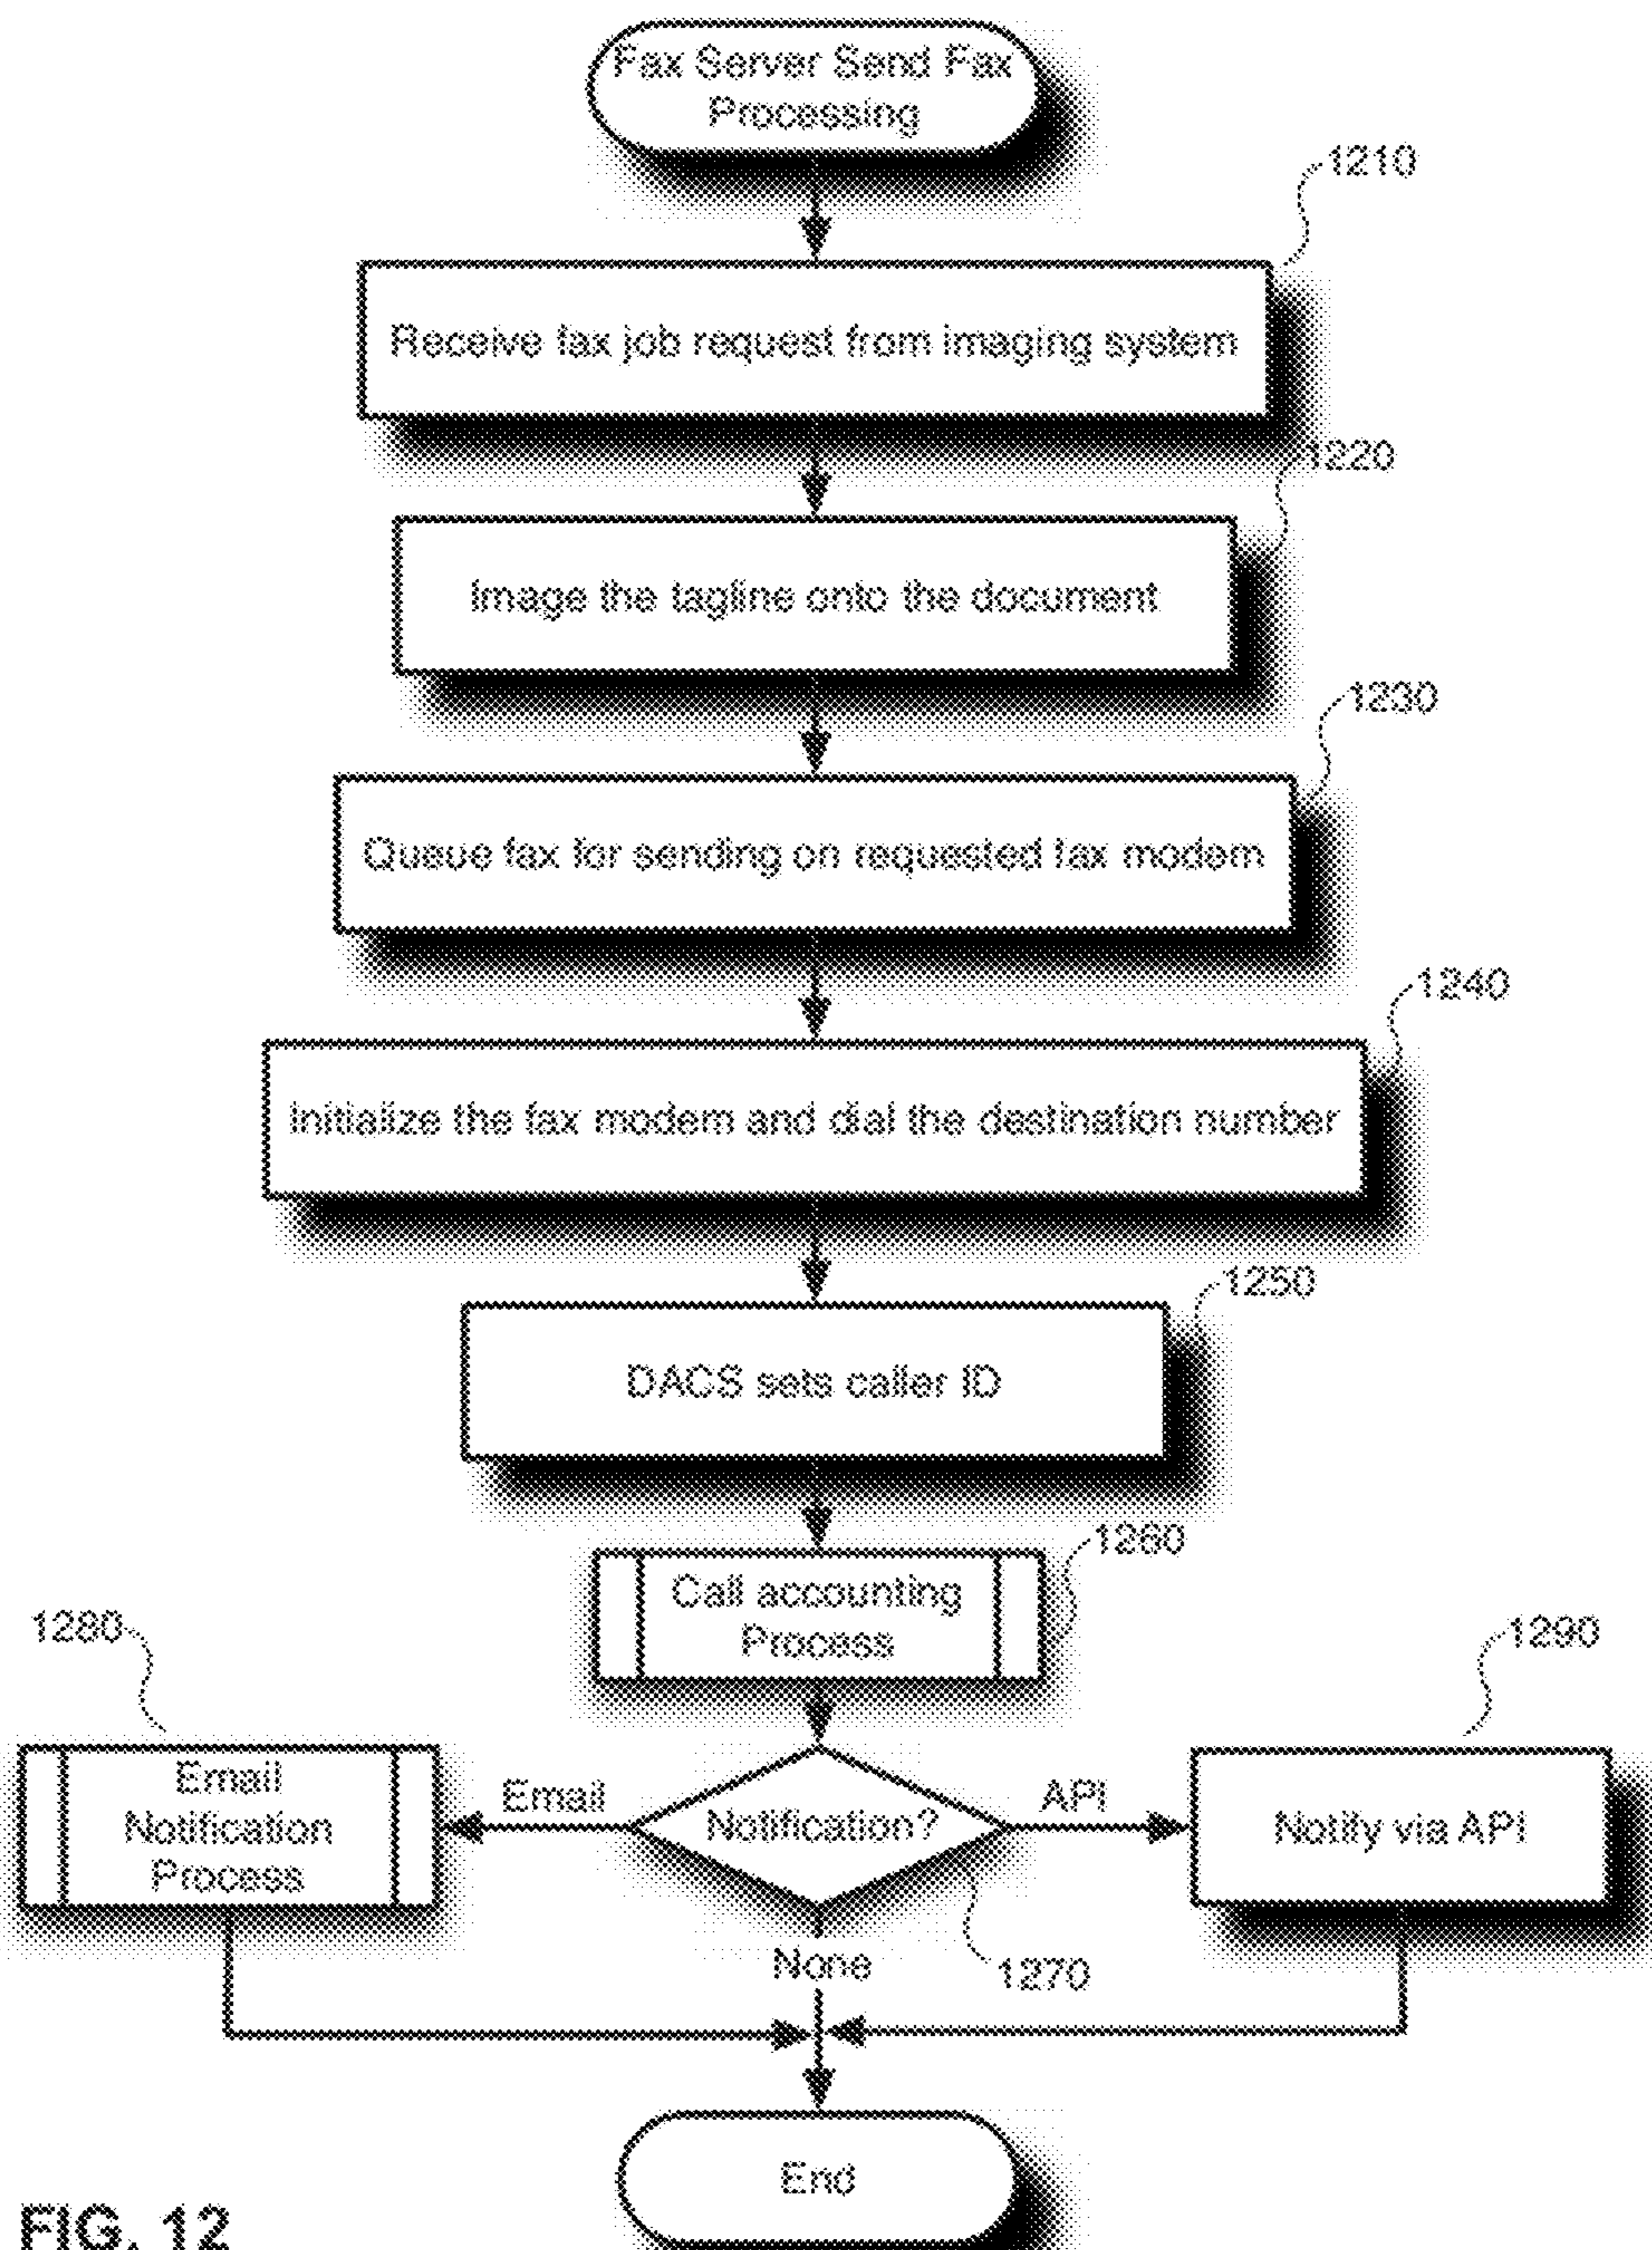 Fax Server Send Fax
Processing
1210
Receive fax job request from imaging system
1220
Image the tagline onto the document
1230
Queue fax for sending on requested fax modem
1240
Initialize the fax modem and dial the destination number
1250
DACS sets caller ID
1260
Call accounting
Process
1280
1290
Email
Notification
Process
Email
Notification?
API
Notify via API
None
1270
End
FIG. 12